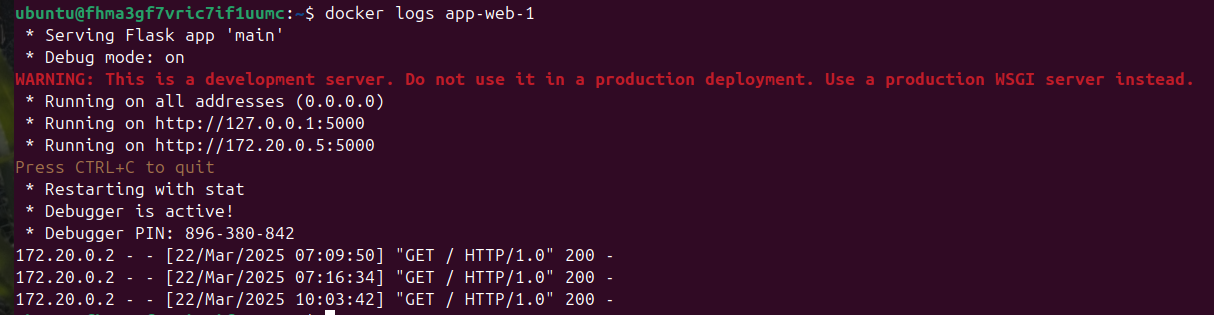 ubuntu@fhma3gf7vric7if1uumc:~$ docker logs app-web-1
 * Serving Flask app 'main'
 * Debug mode: on
WARNING: This is a development server. Do not use it in a production deployment. Use a production WSGI server instead.
 * Running on all addresses (0.0.0.0)
 * Running on http://127.0.0.1:5000
 * Running on http://172.20.0.5:5000
Press CTRL+C to quit
 * Restarting with stat
 * Debugger is active!
 * Debugger PIN: 896-380-842
172.20.0.2 - - [22/Mar/2025 07:09:50] "GET / HTTP/1.0" 200 -
172.20.0.2 - - [22/Mar/2025 07:16:34] "GET / HTTP/1.0" 200 -
172.20.0.2 - - [22/Mar/2025 10:03:42] "GET / HTTP/1.0" 200 -